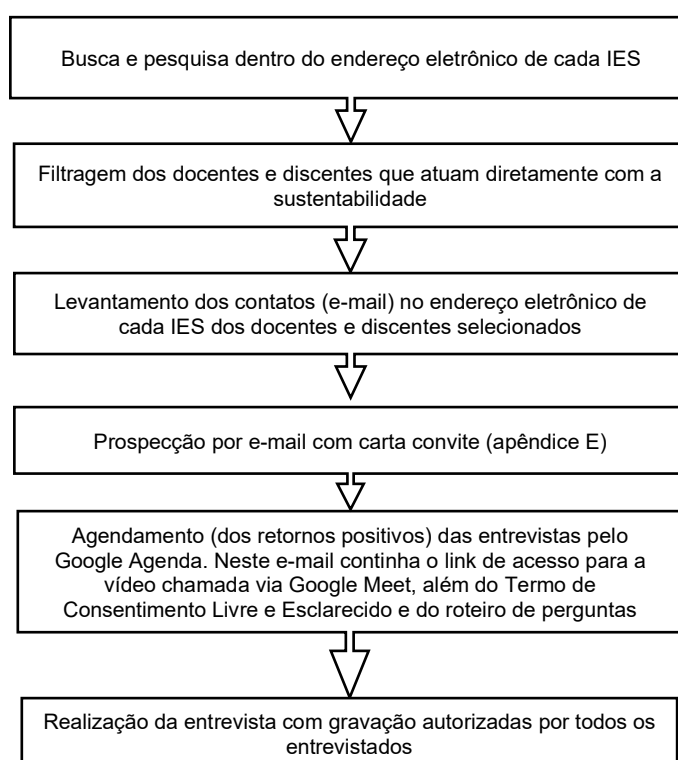 Busca e pesquisa dentro do endereço eletrônico de cada IES
Filtragem dos docentes e discentes que atuam diretamente com a
sustentabilidade
Levantamento dos contatos (e-mail) no endereço eletrônico de
cada IES dos docentes e discentes selecionados
Prospecção por e-mail com carta convite (apêndice E)
Agendamento (dos retornos positivos) das entrevistas pelo
Google Agenda. Neste e-mail continha o link de acesso para a
vídeo chamada via Google Meet, além do Termo de
Consentimento Livre e Esclarecido e do roteiro de perguntas
Realização da entrevista com gravação autorizadas por todos os
entrevistados